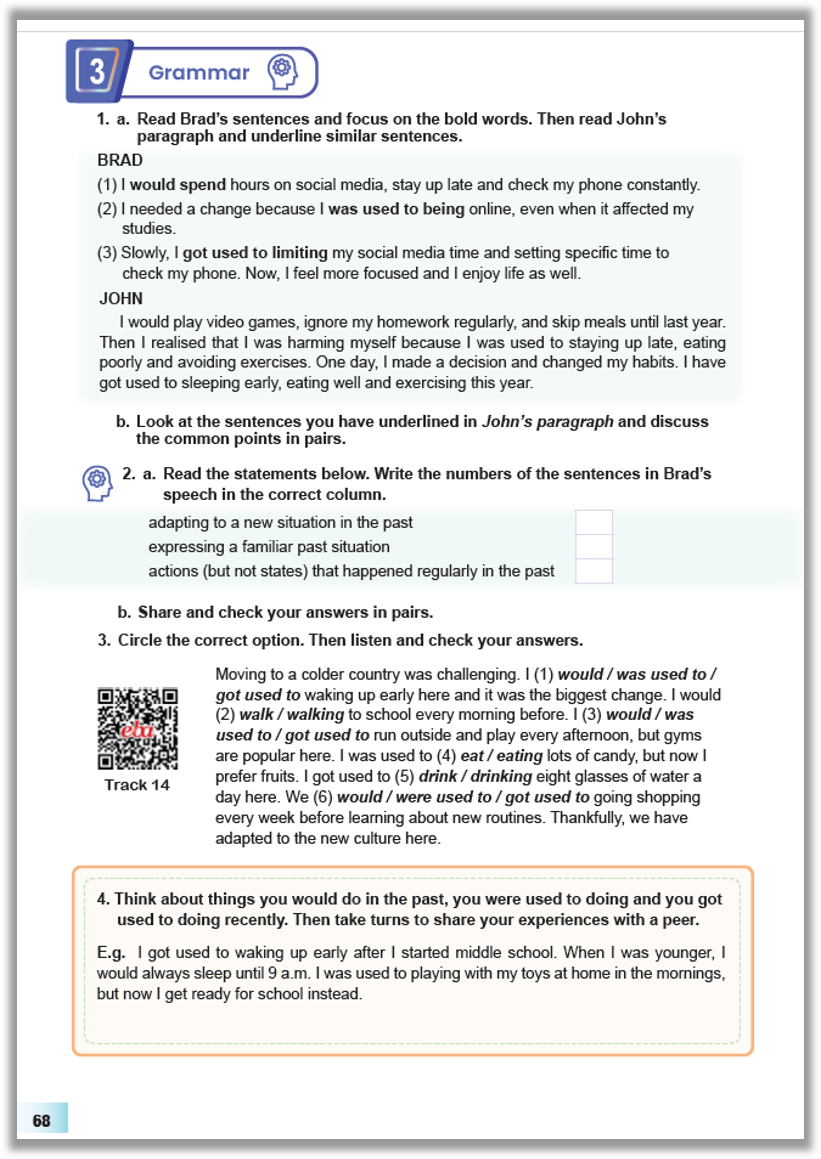 3 Grammar
1. a. Read Brad's sentences and focus on the bold words. Then read John's
paragraph and underline similar sentences.
BRAD
(1) I would spend hours on social media, stay up late and check my phone constantly.
(2) I needed a change because I was used to being online, even when it affected my
studies.
(3) Slowly, I got used to limiting my social media time and setting specific time to
check my phone. Now, I feel more focused and I enjoy life as well.
JOHN
I would play video games, ignore my homework regularly, and skip meals until last year.
Then I realised that I was harming myself because I was used to staying up late, eating
poorly and avoiding exercises. One day, I made a decision and changed my habits. I have
got used to sleeping early, eating well and exercising this year.
b. Look at the sentences you have underlined in John's paragraph and discuss
the common points in pairs.
2. a. Read the statements below. Write the numbers of the sentences in Brad's
speech in the correct column.
adapting to a new situation in the past
expressing a familiar past situation
actions (but not states) that happened regularly in the past
b. Share and check your answers in pairs.
3. Circle the correct option. Then listen and check your answers.
eba
Track 14
Moving to a colder country was challenging. I (1) would / was used to /
got used to waking up early here and it was the biggest change. I would
(2) walk / walking to school every morning before. I (3) would / was
used to / got used to run outside and play every afternoon, but gyms
are popular here. I was used to (4) eat / eating lots of candy, but now I
prefer fruits. I got used to (5) drink / drinking eight glasses of water a
day here. We (6) would / were used to / got used to going shopping
every week before learning about new routines. Thankfully, we have
adapted to the new culture here.
4. Think about things you would do in the past, you were used to doing and you got
used to doing recently. Then take turns to share your experiences with a peer.
E.g. I got used to waking up early after I started middle school. When I was younger, I
would always sleep until 9 a.m. I was used to playing with my toys at home in the mornings,
but now I get ready for school instead.
68